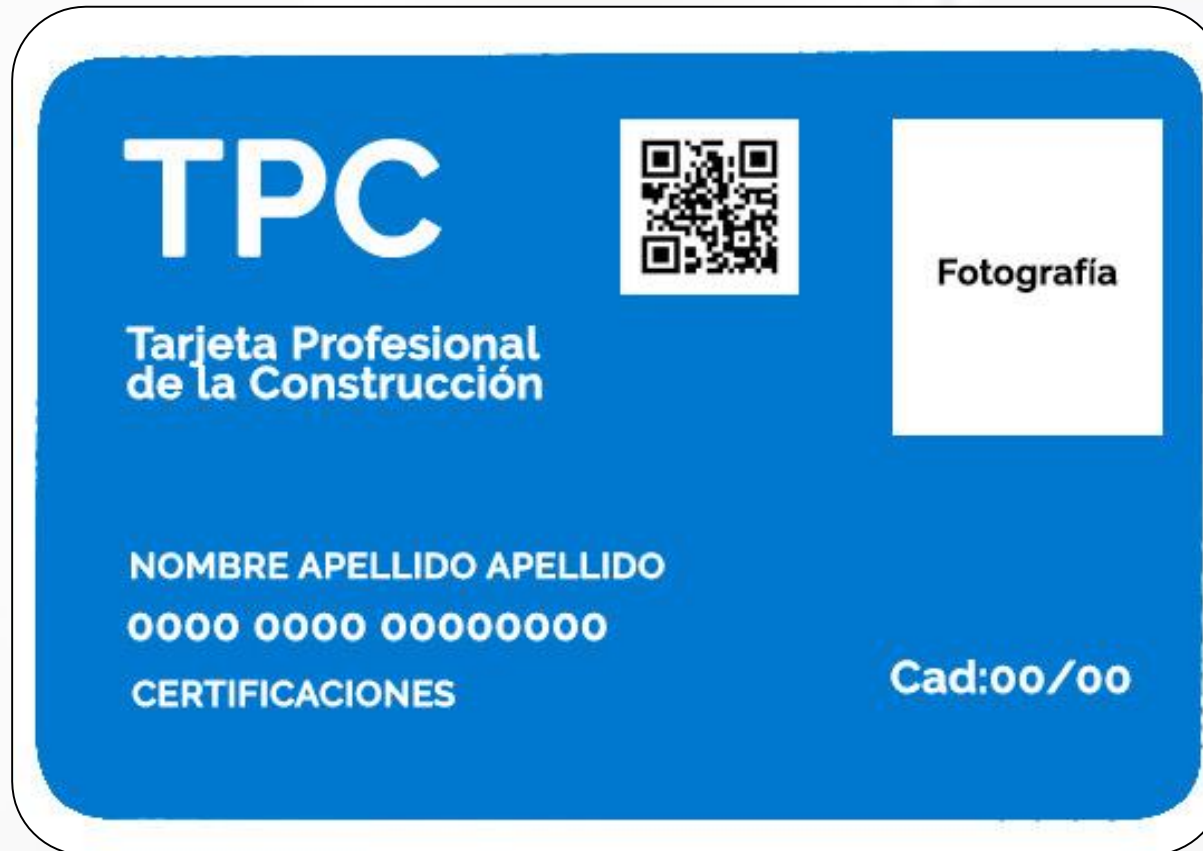 TPC
Fotografía
Tarjeta Profesional
de la Construcción
NOMBRE APELLIDO APELLIDO
0000 0000 00000000
CERTIFICACIONES
Cad:00/00